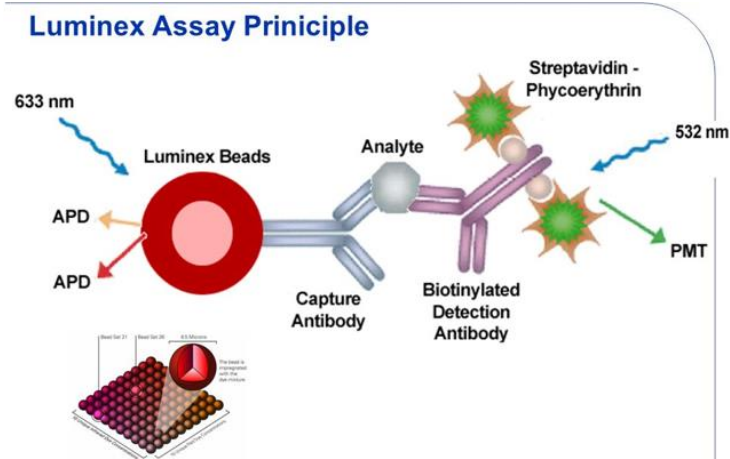 Luminex Assay Priniciple
Streptavidin -
Phycoerythrin
633 nm
532 nm
Luminex Beads
Analyte
APD
APD
PMT
Capture
Antibody
Biotinylated
Detection
Antibody
Bead Set 21
Bead Set 28
The bead is
impregnated
with the
dye mixture